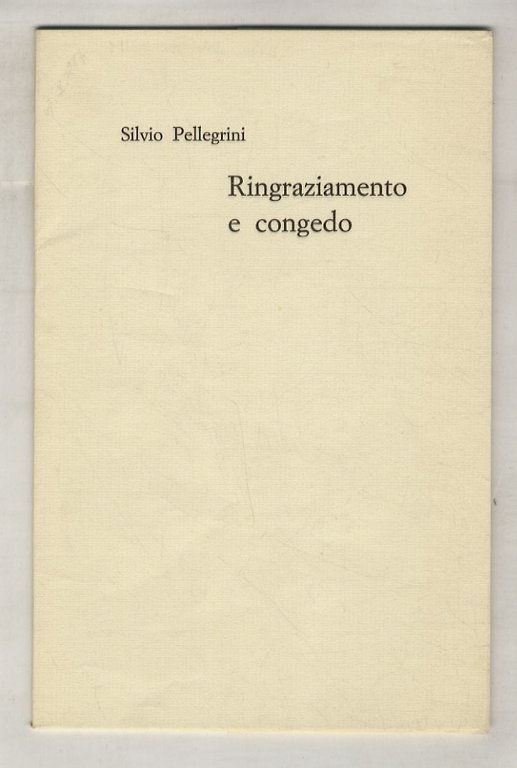 Silvio Pellegrini
Ringraziamento
e congedo